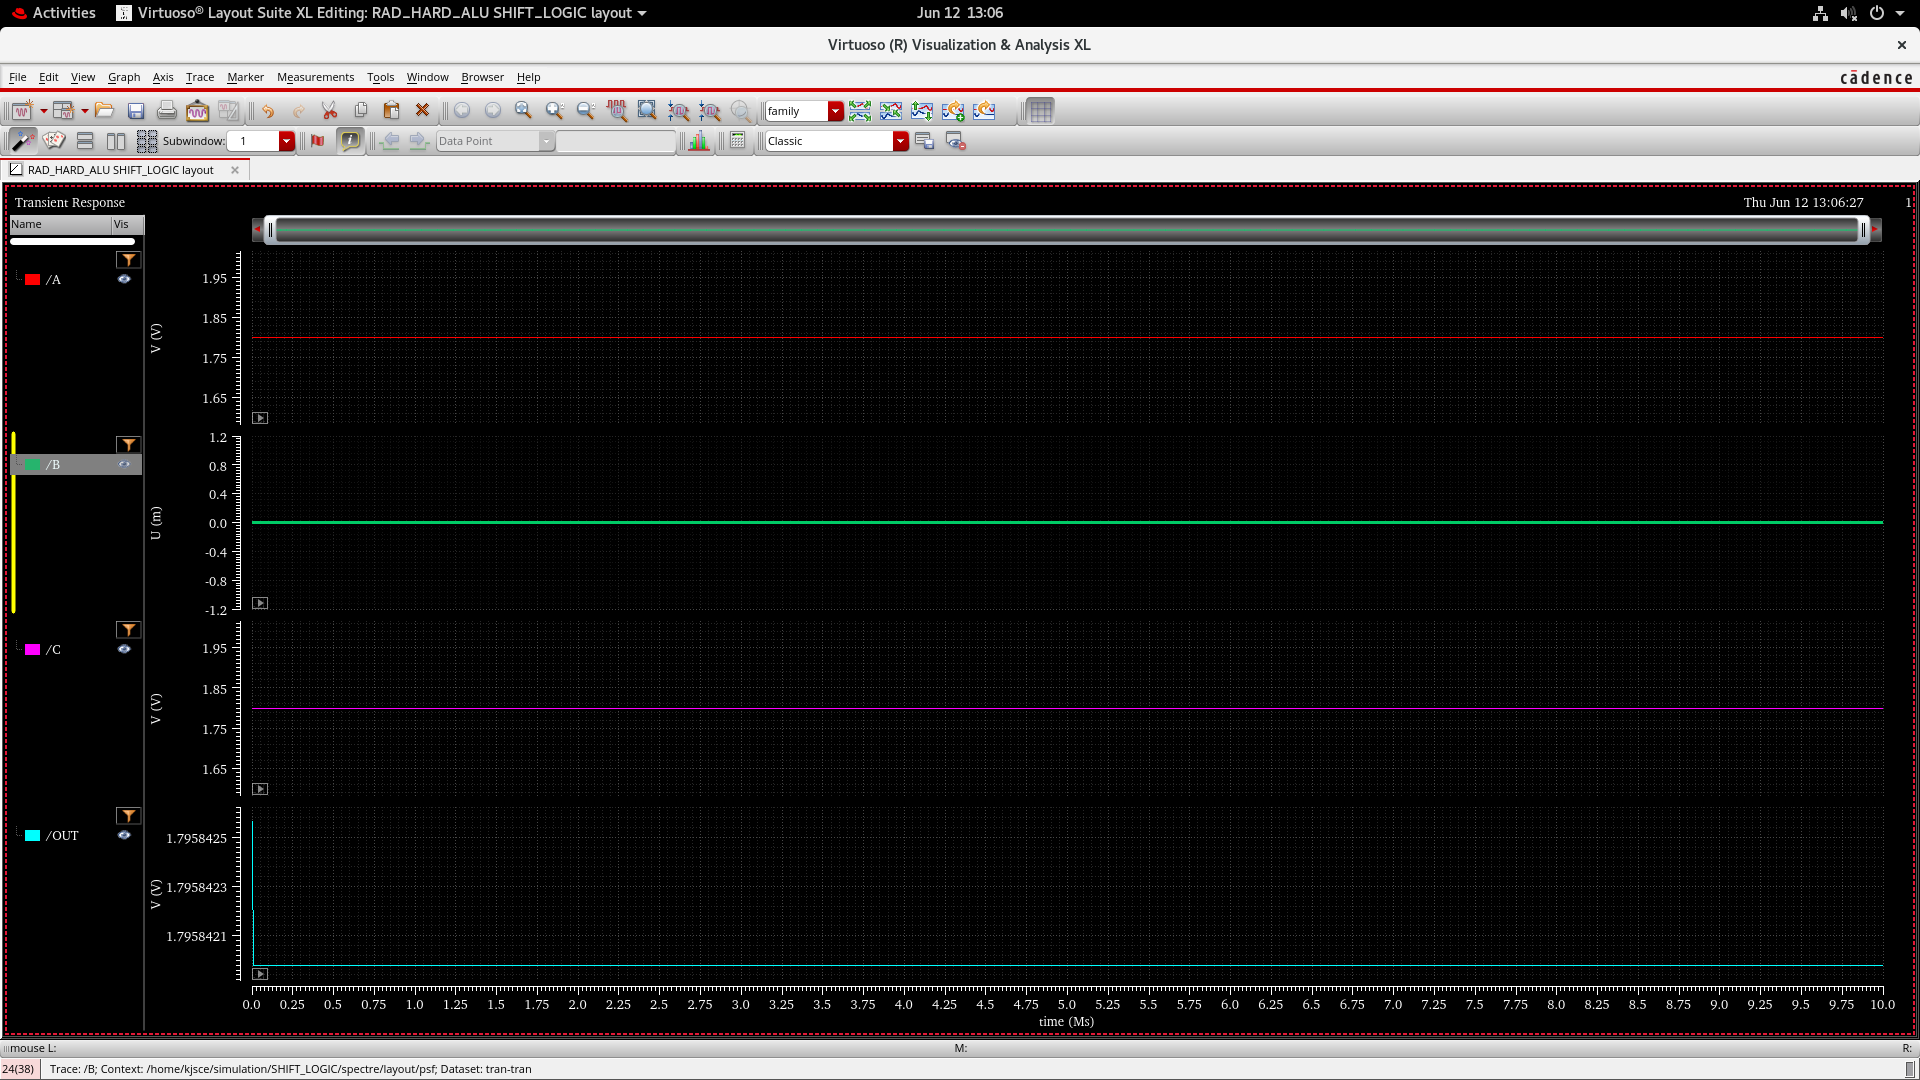 Activities Virtuoso® Layout Suite XL Editing: RAD_HARD_ALU SHIFT_LOGIC layout Jun 12 13:06
Virtuoso (R) Visualization & Analysis XL ×
File Edit View Graph Axis Trace Marker Measurements Tools Window Browser Help cādence
family
Subwindow: 1 Data Point Classic
RAD_HARD_ALU SHIFT_LOGIC layout
Transient Response Thu Jun 12 13:06:27 1
Name Vis
/A
V (V)
1.95
1.85
1.75
1.65
/B
U (m)
1.2
0.8
0.4
0.0
-0.4
-0.8
-1.2
/C
V (V)
1.95
1.85
1.75
1.65
/OUT
V (V)
1.7958425
1.7958423
1.7958421
0.0 0.25 0.5 0.75 1.0 1.25 1.5 1.75 2.0 2.25 2.5 2.75 3.0 3.25 3.5 3.75 4.0 4.25 4.5 4.75 5.0 5.25 5.5 5.75 6.0 6.25 6.5 6.75 7.0 7.25 7.5 7.75 8.0 8.25 8.5 8.75 9.0 9.25 9.5 9.75 10.0
time (Ms)
mouse L: M: R:
24(38) Trace: /B; Context: /home/kjsce/simulation/SHIFT_LOGIC/spectre/layout/psf; Dataset: tran-tran